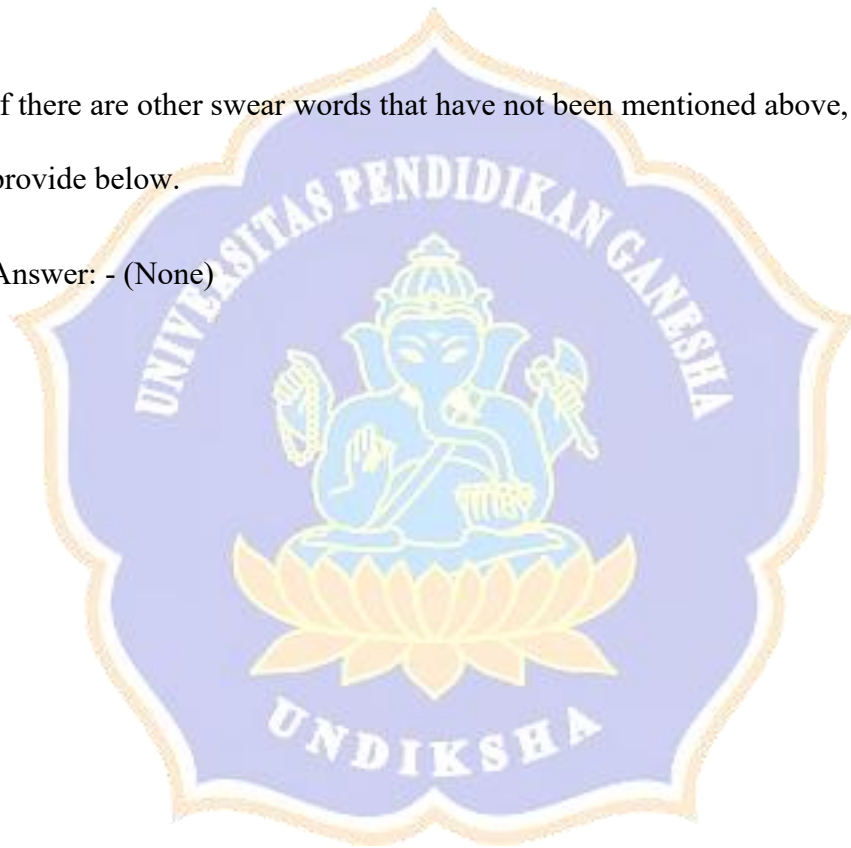 f there are other swear words that have not been mentioned above,
provide below.
Answer: - (None)
UNIVERSITAS PENDIDIKAN GANESHA
UNDIKSHA